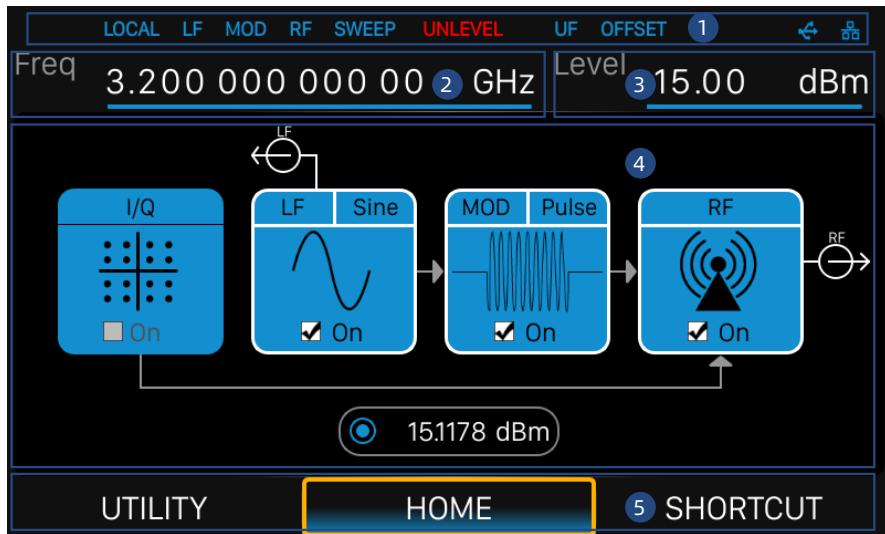 LOCAL LF MOD RF SWEEP UNLEVEL UF OFFSET 1
Freq 3.200 000 000 00 2 GHz Level 3 15.00 dBm
LF 4
I/Q LF Sine MOD Pulse RF
RF
On On On On
15.1178 dBm
UTILITY HOME 5 SHORTCUT